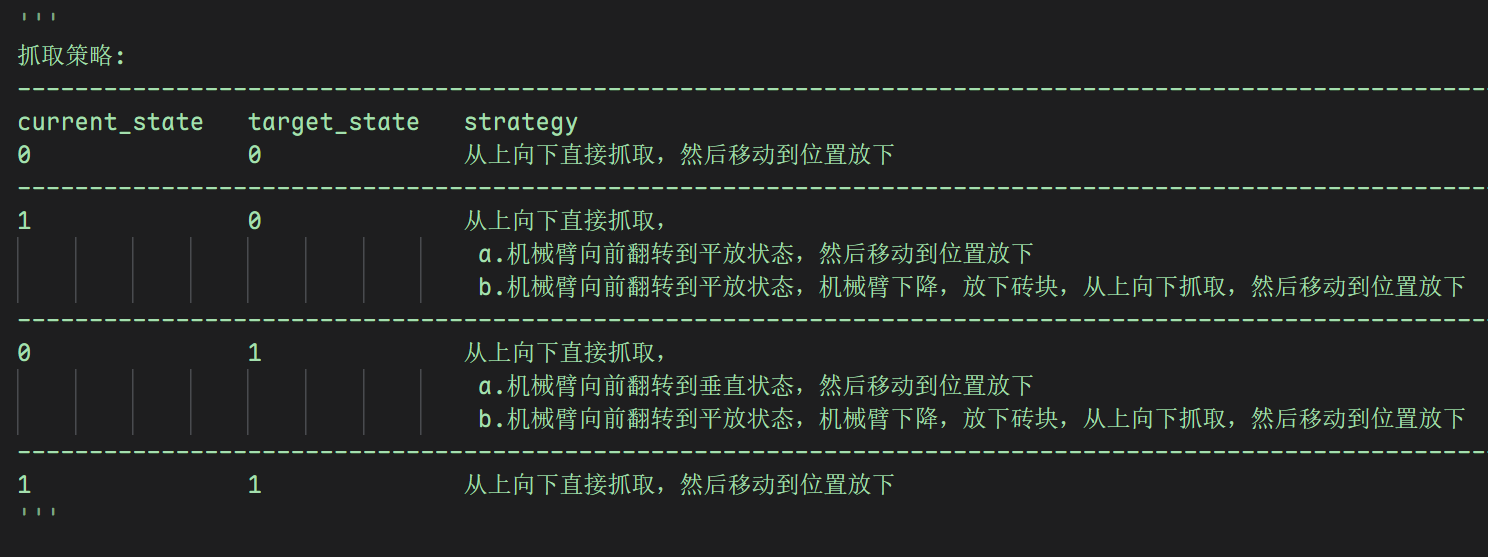 '''
抓取策略:
-------------------------------------------------------------------------------------------------------
current_state   target_state   strategy
0               0              从上向下直接抓取，然后移动到位置放下
-------------------------------------------------------------------------------------------------------
1               0              从上向下直接抓取，
a.机械臂向前翻转到平放状态，然后移动到位置放下
b.机械臂向前翻转到平放状态，机械臂下降，放下砖块，从上向下抓取，然后移动到位置放下
-------------------------------------------------------------------------------------------------------
0               1              从上向下直接抓取，
a.机械臂向前翻转到垂直状态，然后移动到位置放下
b.机械臂向前翻转到平放状态，机械臂下降，放下砖块，从上向下抓取，然后移动到位置放下
-------------------------------------------------------------------------------------------------------
1               1              从上向下直接抓取，然后移动到位置放下
'''